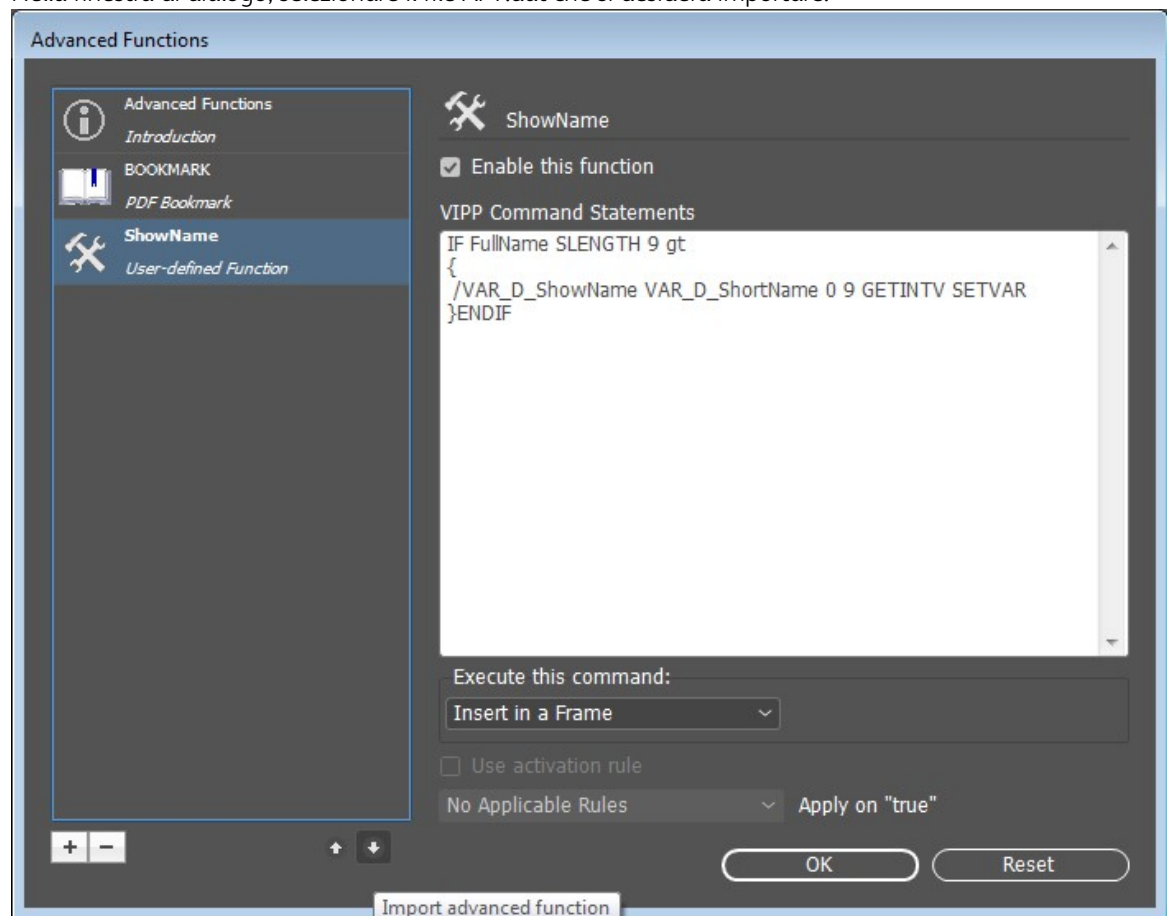 Advanced Functions
Advanced Functions
Introduction
BOOKMARK
PDF Bookmark
ShowName
User-defined Function
ShowName
Enable this function
VIPP Command Statements
IF FullName SLENGTH 9 gt
{
/VAR_D_ShowName VAR_D_ShortName 0 9 GETINTV SETVAR
}ENDIF
Execute this command:
Insert in a Frame
Use activation rule
No Applicable Rules
Apply on "true"
OK
Reset
Import advanced function